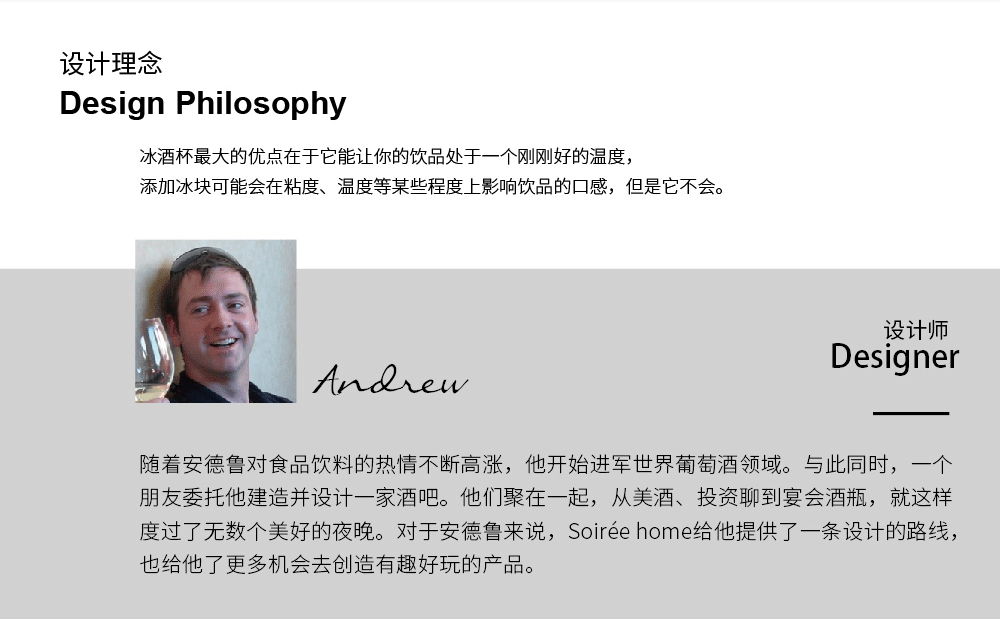 设计理念
Design Philosophy
冰酒杯最大的优点在于它能让你的饮品处于一个刚刚好的温度，
添加冰块可能会在粘度、温度等某些程度上影响饮品的口感，但是它不会。
Andrew
设计师
Designer
随着安德鲁对食品饮料的热情不断高涨，他开始进军世界葡萄酒领域。与此同时，一个
朋友委托他建造并设计一家酒吧。他们聚在一起，从美酒、投资聊到宴会酒瓶，就这样
度过了无数个美好的夜晚。对于安德鲁来说，Soirée home给他提供了一条设计的路线，
也给他了更多机会去创造有趣好玩的产品。